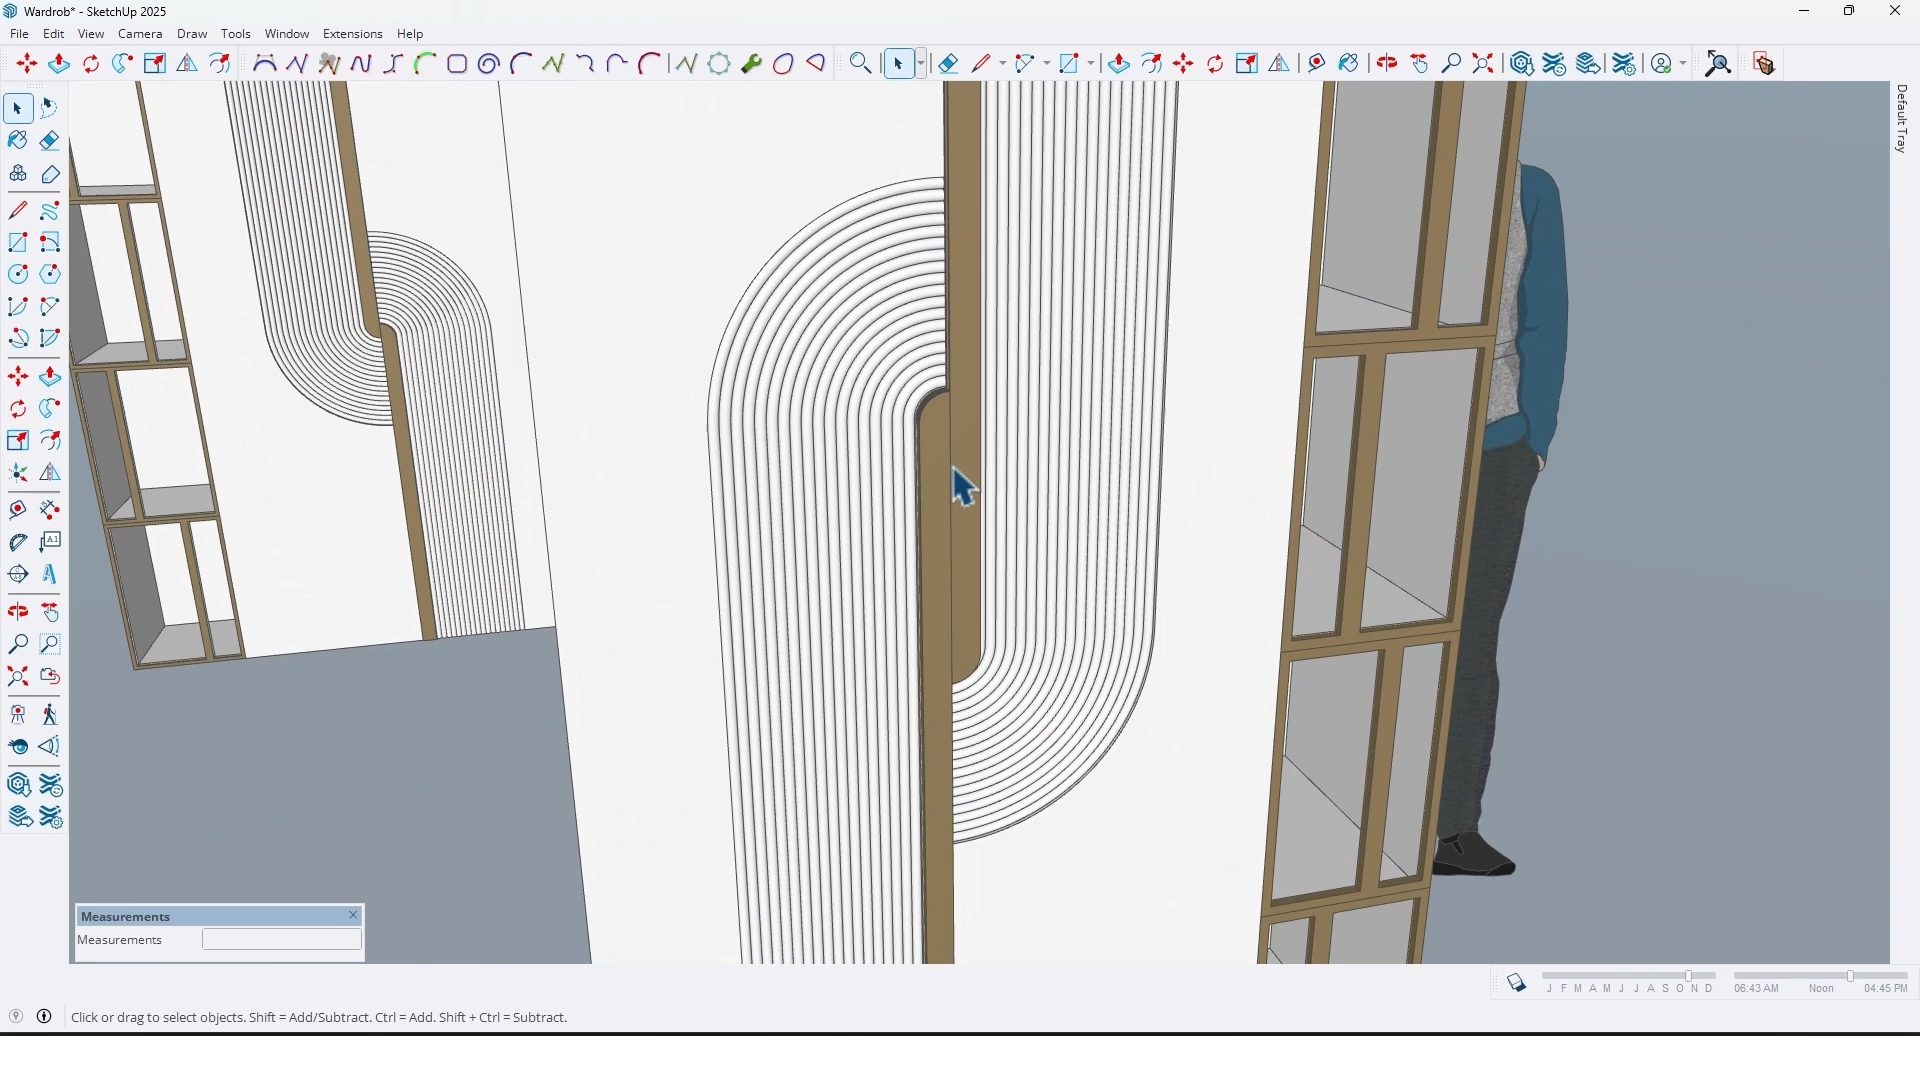 Wardrob* - SketchUp 2025
File Edit View Camera Draw Tools Window Extensions Help
Default Tray
A1
Measurements
Measurements
J F M A M J J A S O N D 06:43 AM Noon 04:45 PM
Click or drag to select objects. Shift = Add/Subtract. Ctrl = Add. Shift + Ctrl = Subtract.